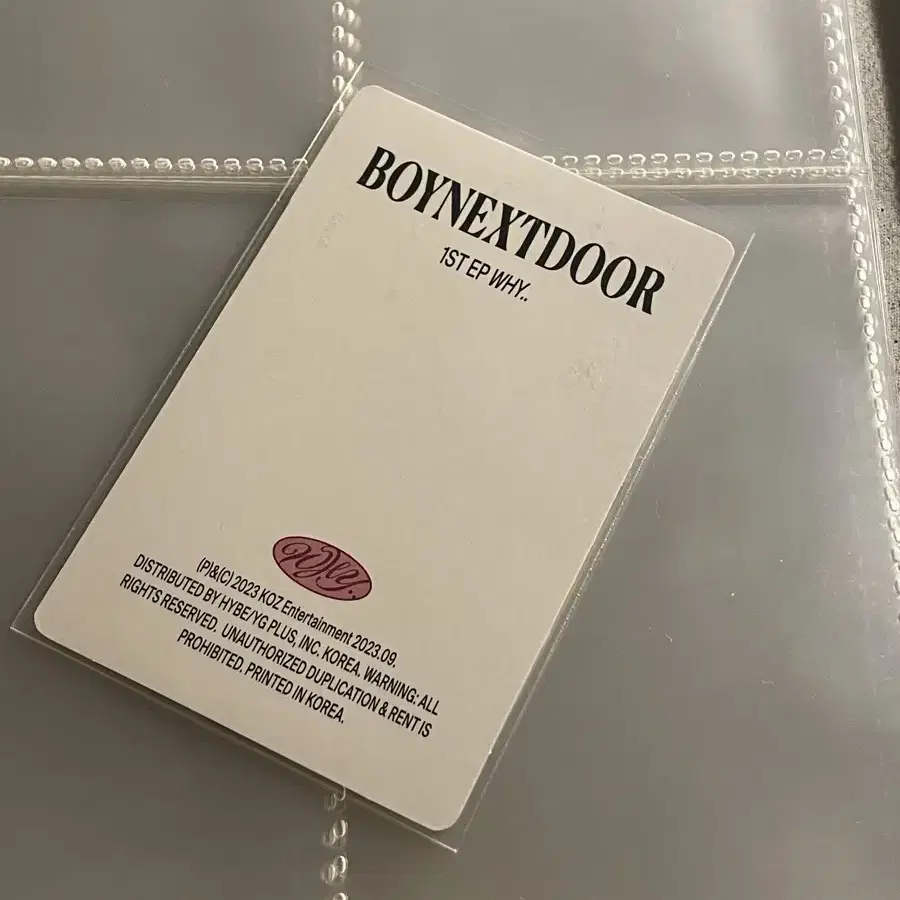 BOYNEXTDOOR
1ST EP WHY..
Why..
(P)&(C) 2023 KOZ Entertainment 2023.09.
DISTRIBUTED BY HYBE/YG PLUS, INC. KOREA. WARNING: ALL
RIGHTS RESERVED. UNAUTHORIZED DUPLICATION & RENT IS
PROHIBITED. PRINTED IN KOREA.